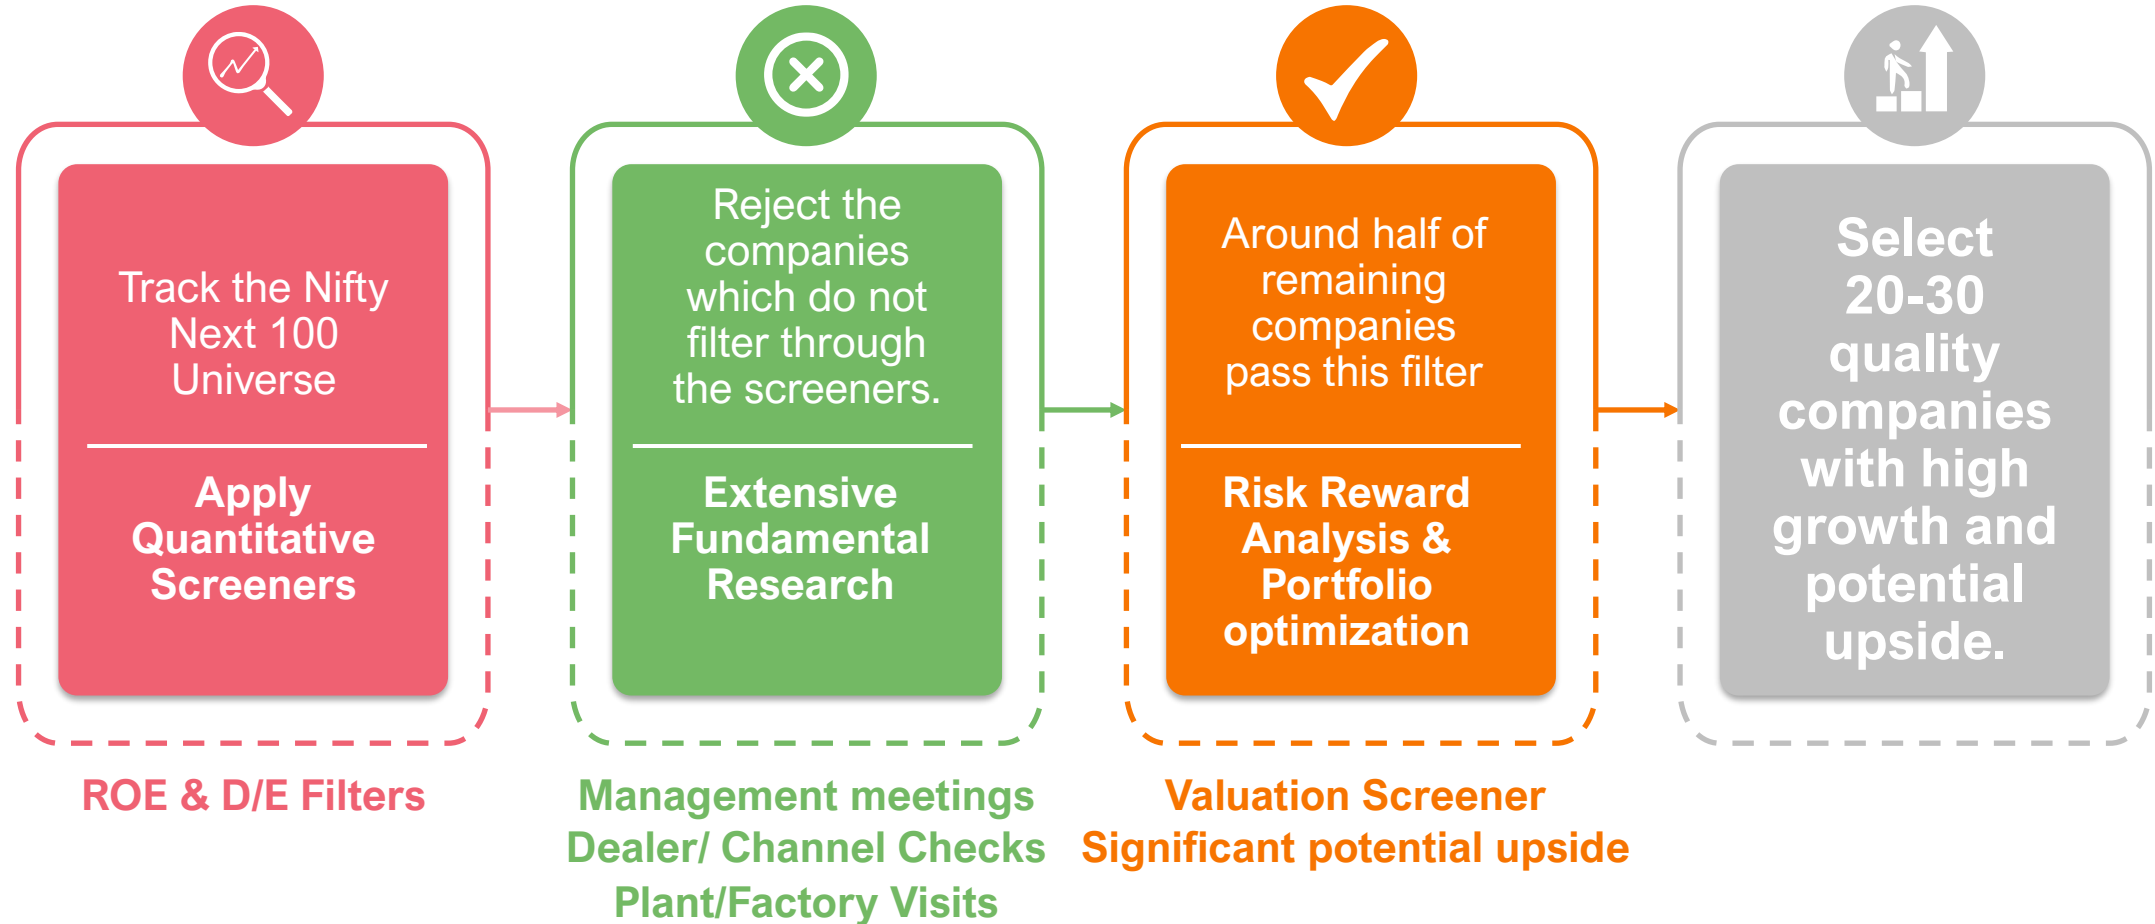 Track the Nifty
Next 100
Universe
Apply
Quantitative
Screeners
ROE & D/E Filters
Reject the
companies
which do not
filter through
the screeners.
Extensive
Fundamental
Research
Management meetings
Dealer/ Channel Checks
Plant/Factory Visits
Around half of
remaining
companies
pass this filter
Risk Reward
Analysis &
Portfolio
optimization
Valuation Screener
Significant potential upside
Select
20-30
quality
companies
with high
growth and
potential
upside.